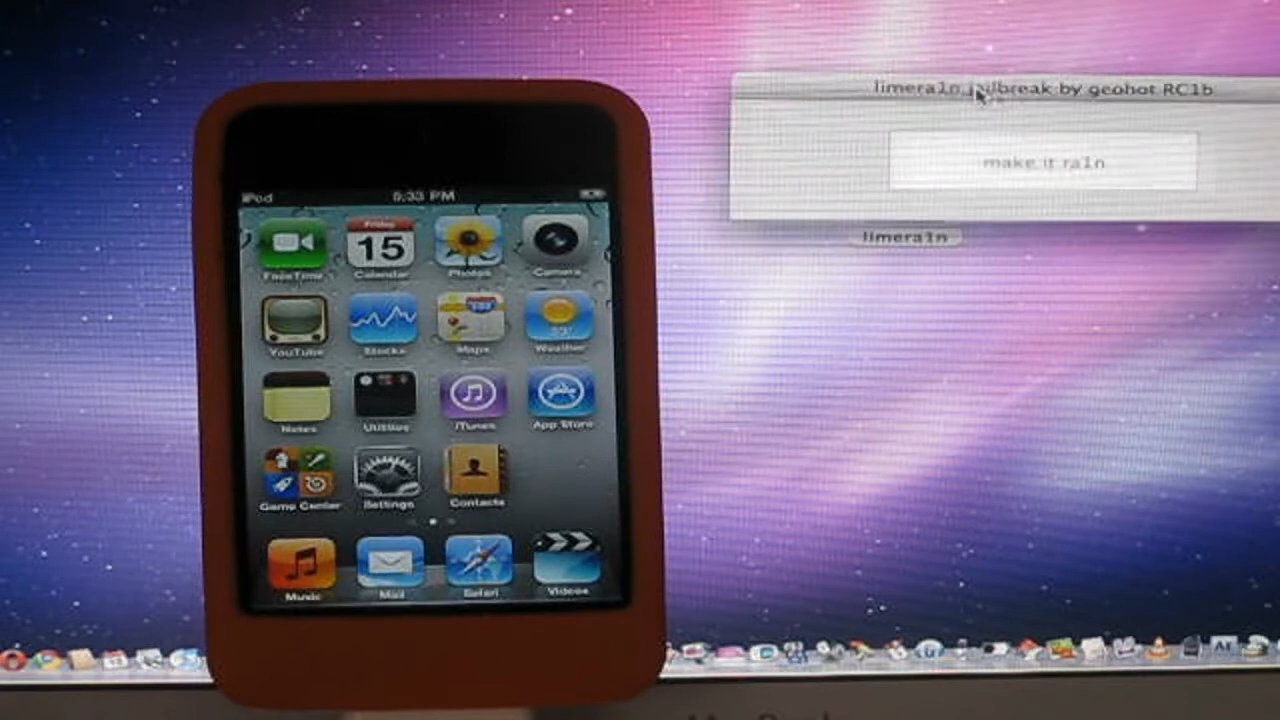 limera1n jailbreak by geohot RC1b
make it ra1n
limera1n
iPod 5:33 PM
Friday
15
FaceTime Calendar Photos Camera
YouTube Stocks Maps Weather
Notes Utilities iTunes App Store
Game Center Settings Contacts
Music Mail Safari Videos